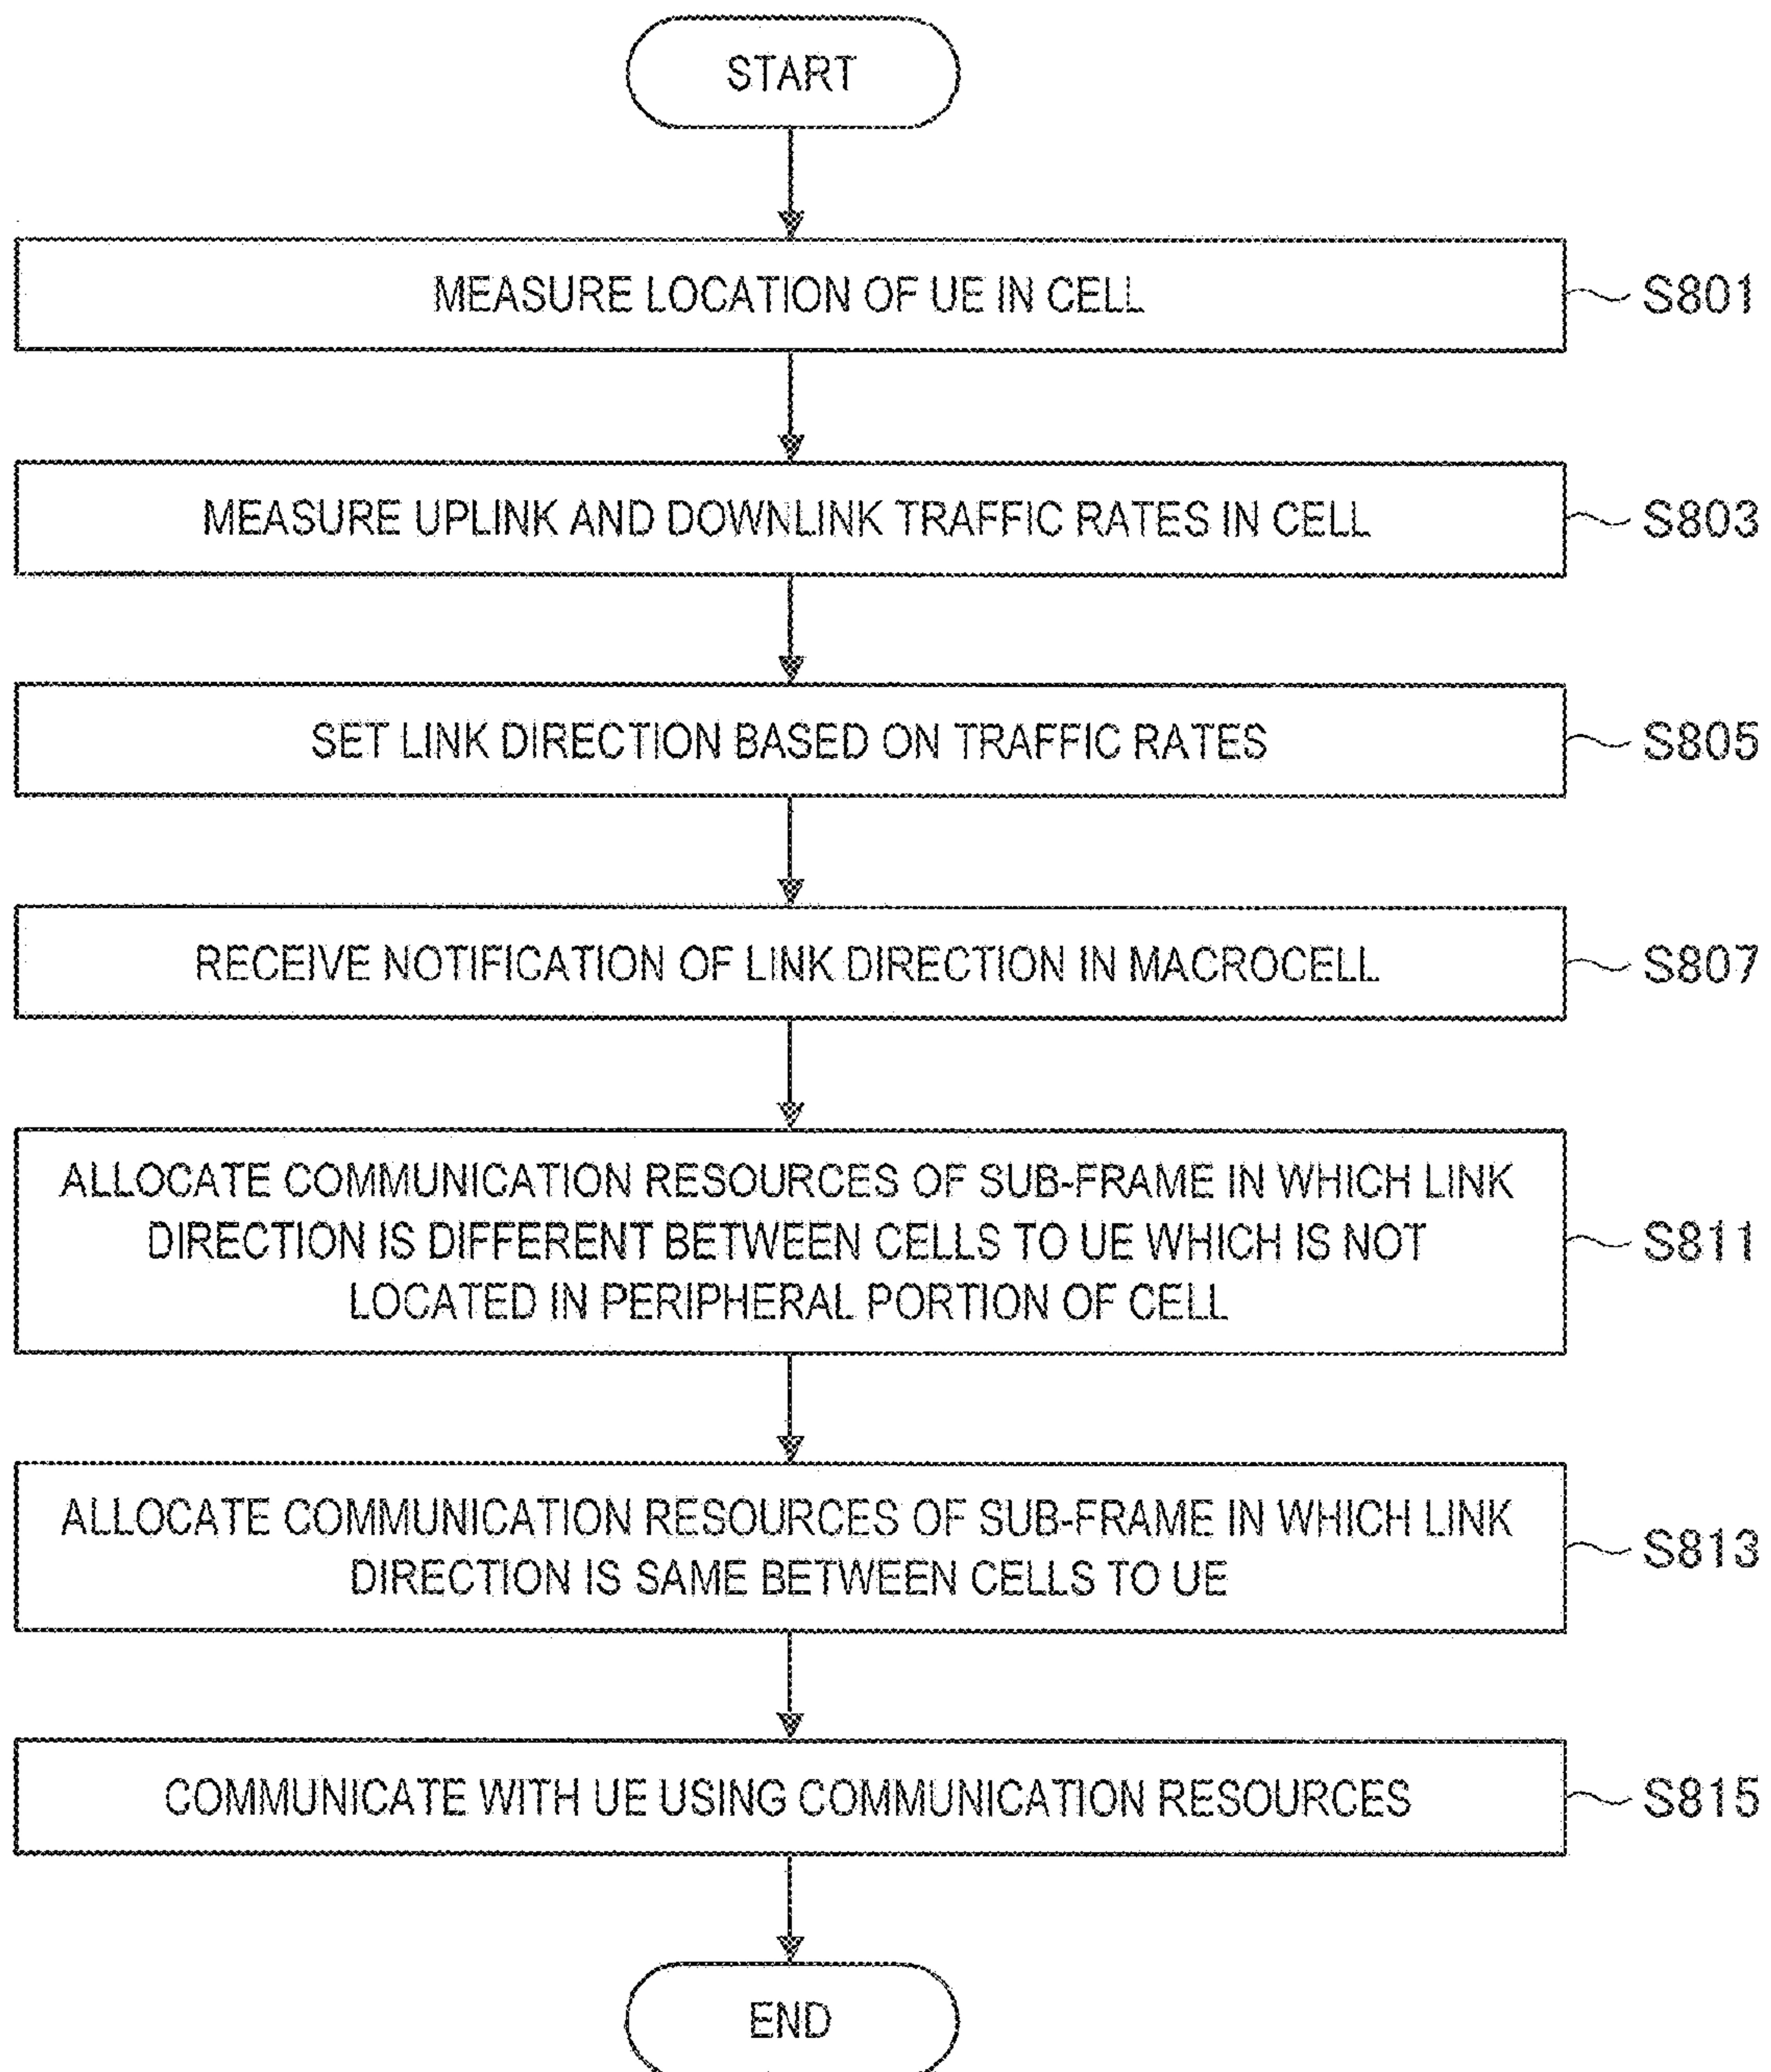 START
MEASURE LOCATION OF UE IN CELL
S801
MEASURE UPLINK AND DOWNLINK TRAFFIC RATES IN CELL
S803
SET LINK DIRECTION BASED ON TRAFFIC RATES
S805
RECEIVE NOTIFICATION OF LINK DIRECTION IN MACROCELL
S807
ALLOCATE COMMUNICATION RESOURCES OF SUB-FRAME IN WHICH LINK
DIRECTION IS DIFFERENT BETWEEN CELLS TO UE WHICH IS NOT
LOCATED IN PERIPHERAL PORTION OF CELL
S811
ALLOCATE COMMUNICATION RESOURCES OF SUB-FRAME IN WHICH LINK
DIRECTION IS SAME BETWEEN CELLS TO UE
S813
COMMUNICATE WITH UE USING COMMUNICATION RESOURCES
S815
END